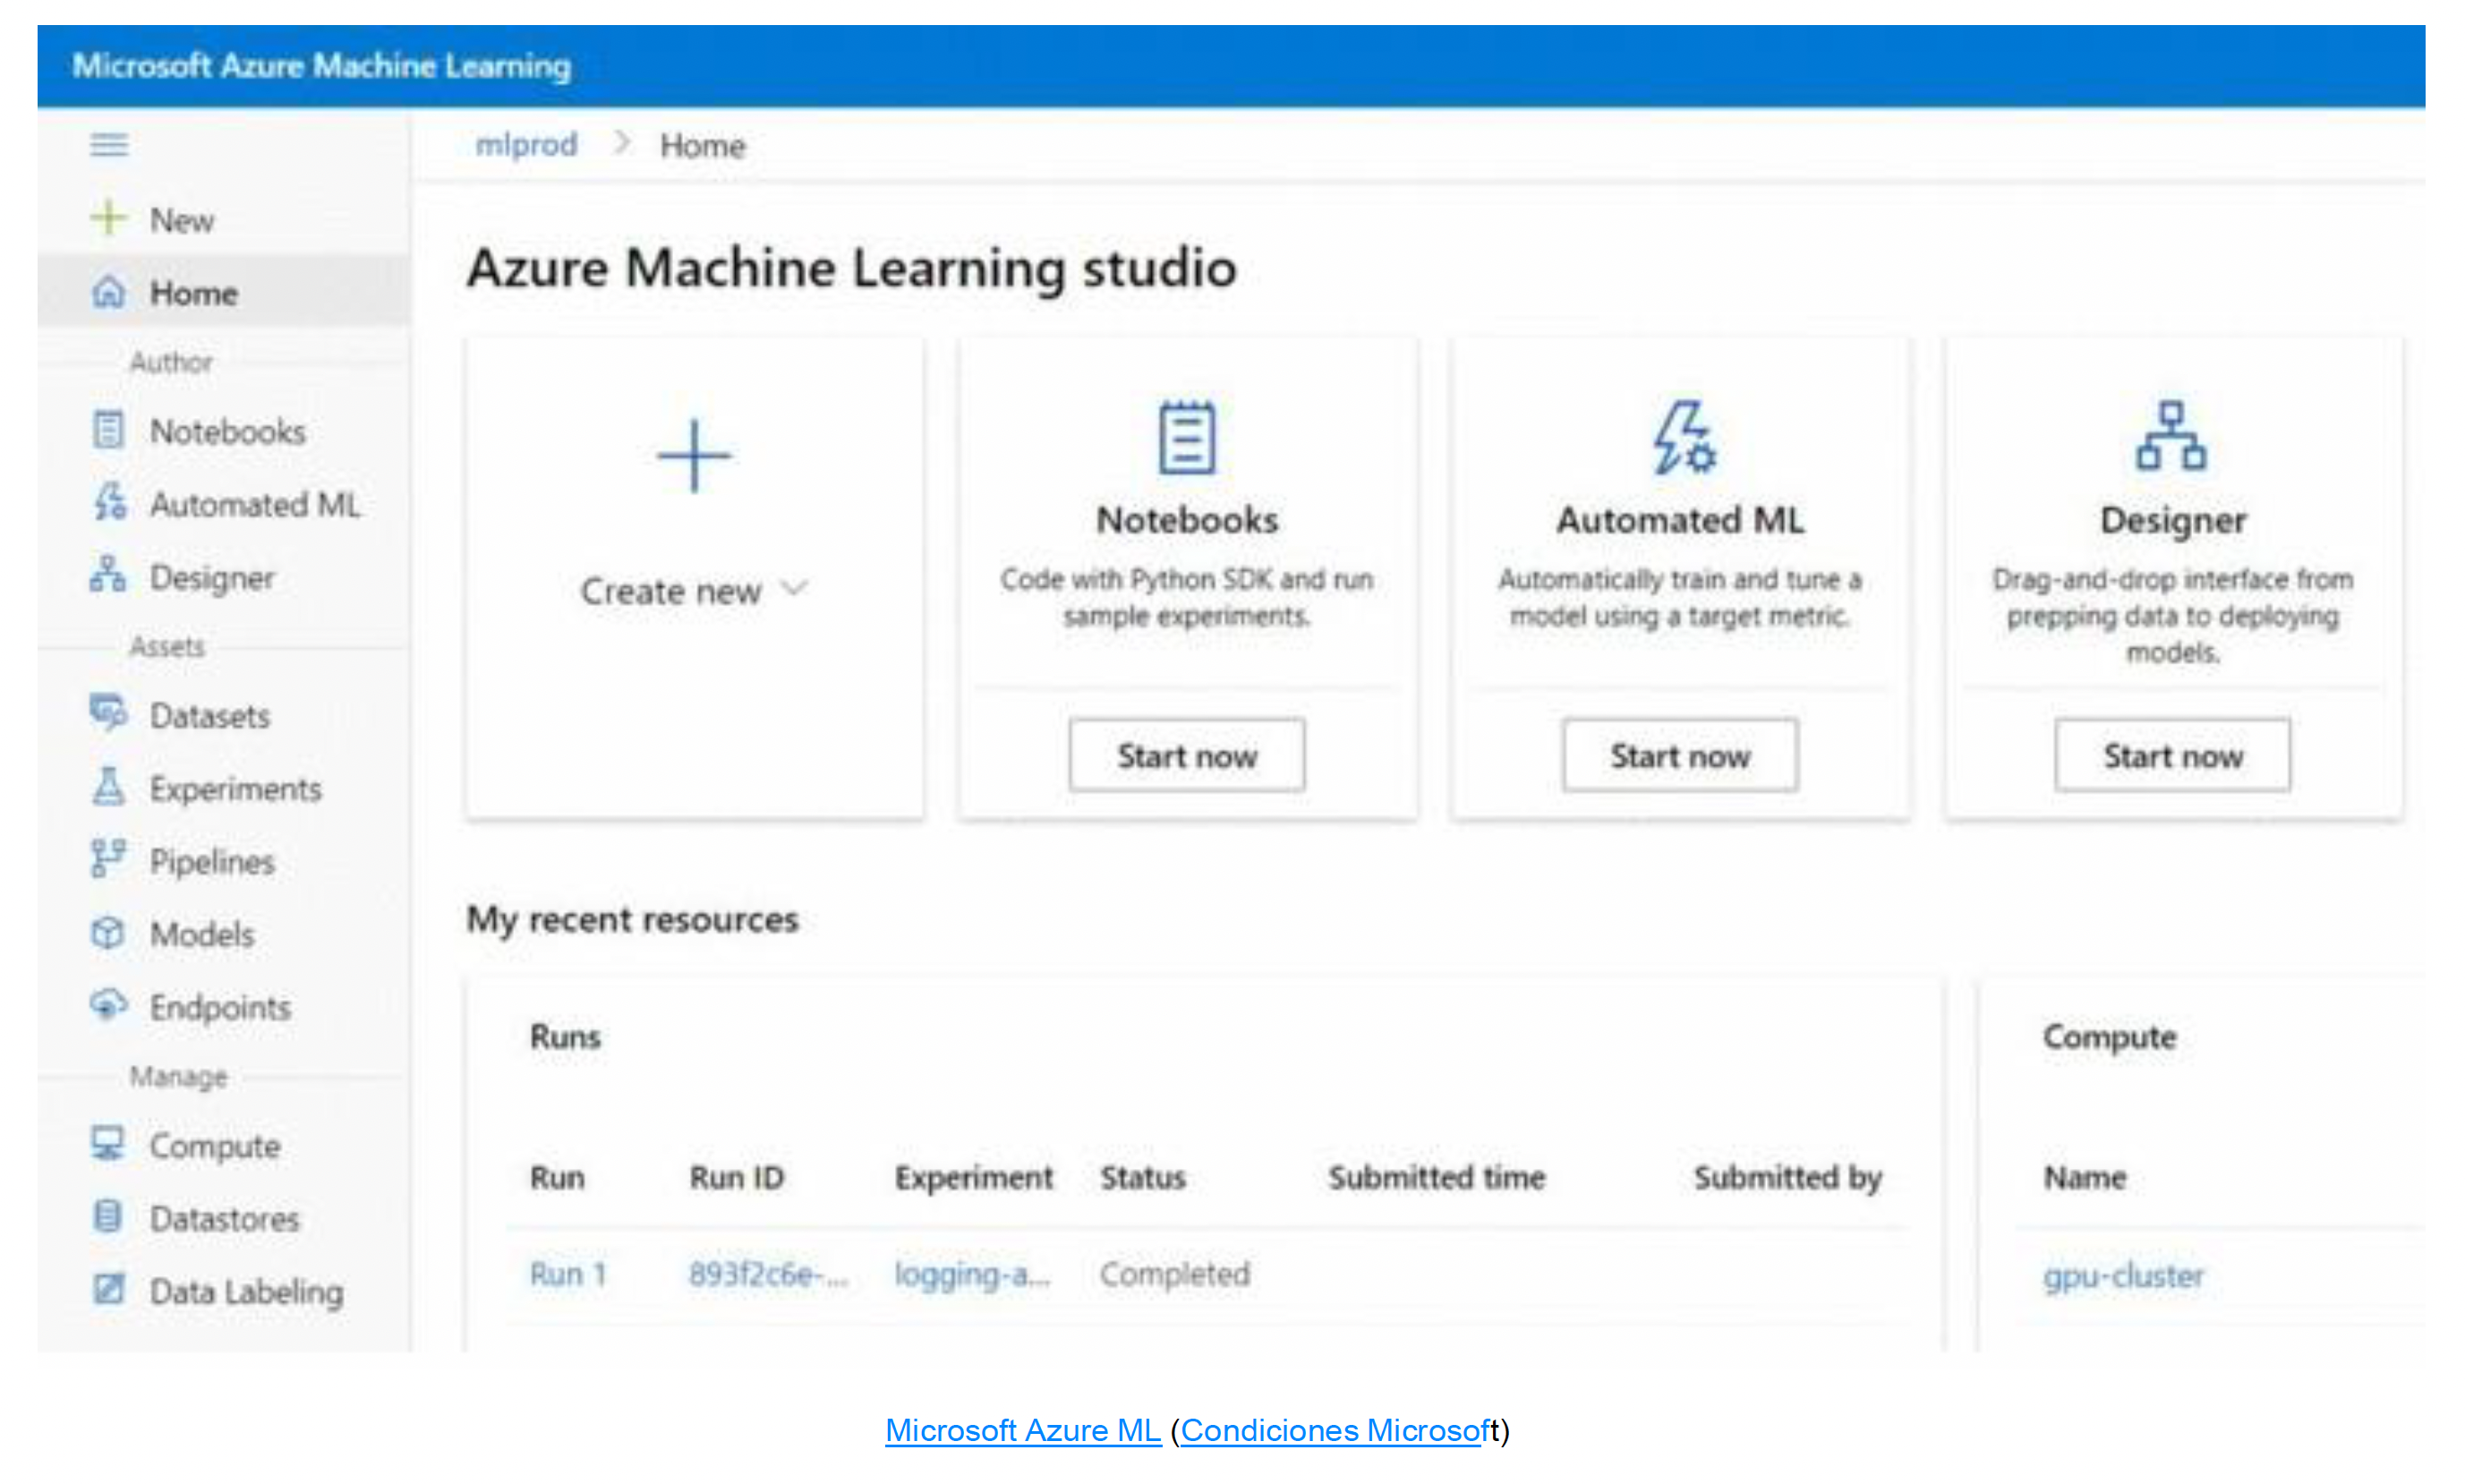 Microsoft Azure Machine Learning
mlprod > Home
New
Home
Author
Notebooks
Automated ML
Designer
Assets
Datasets
Experiments
Pipelines
Models
Endpoints
Manage
Compute
Datastores
Data Labeling
Azure Machine Learning studio
Create new
Notebooks
Code with Python SDK and run
sample experiments.
Start now
Automated ML
Automatically train and tune a
model using a target metric.
Start now
Designer
Drag-and-drop interface from
prepping data to deploying
models.
Start now
My recent resources
Runs
Run Run ID Experiment Status Submitted time Submitted by
Run 1 893f2c6e-... logging-a... Completed
Compute
Name
gpu-cluster
Microsoft Azure ML (Condiciones Microsoft)